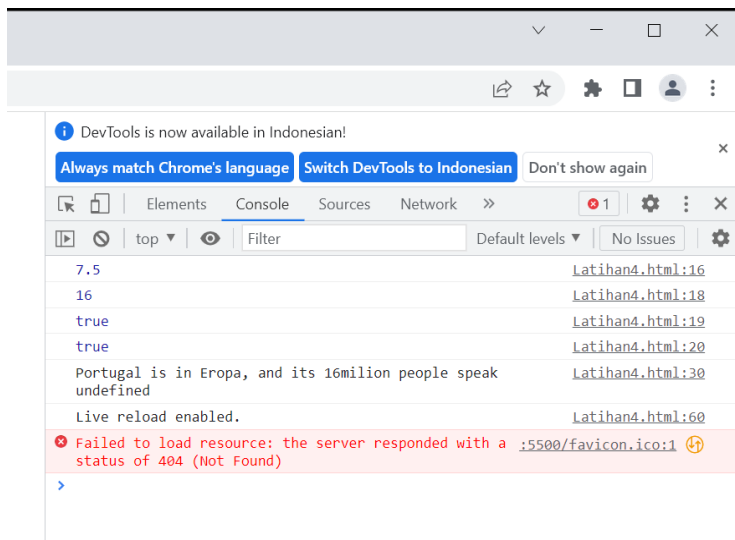 DevTools is now available in Indonesian!
Always match Chrome's language Switch DevTools to Indonesian Don't show again
Elements Console Sources Network 1
top Filter Default levels No Issues
7.5 Latihan4.html:16
16 Latihan4.html:18
true Latihan4.html:19
true Latihan4.html:20
Portugal is in Eropa, and its 16milion people speak Latihan4.html:30
undefined
Live reload enabled. Latihan4.html:60
Failed to load resource: the server responded with a :5500/favicon.ico:1
status of 404 (Not Found)